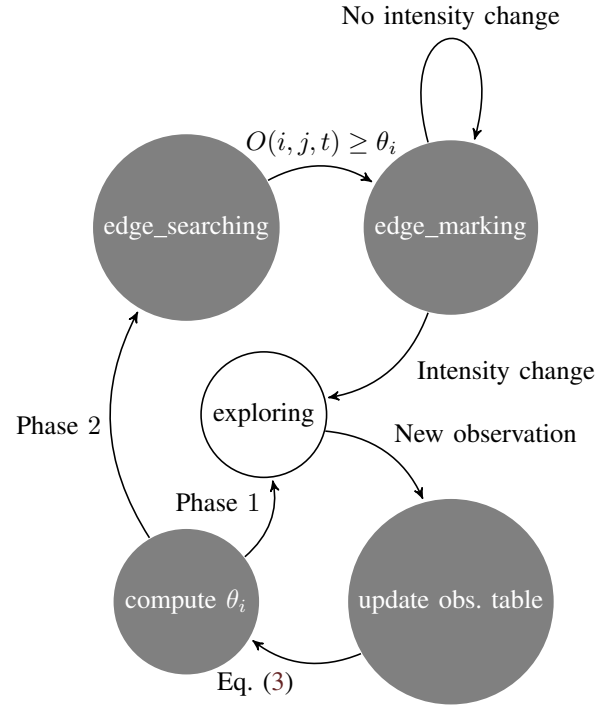 No intensity change
O(i, j, t) ≥ θi
edge_searching
edge_marking
Intensity change
exploring
Phase 2
New observation
Phase 1
compute θi
update obs. table
Eq. (3)